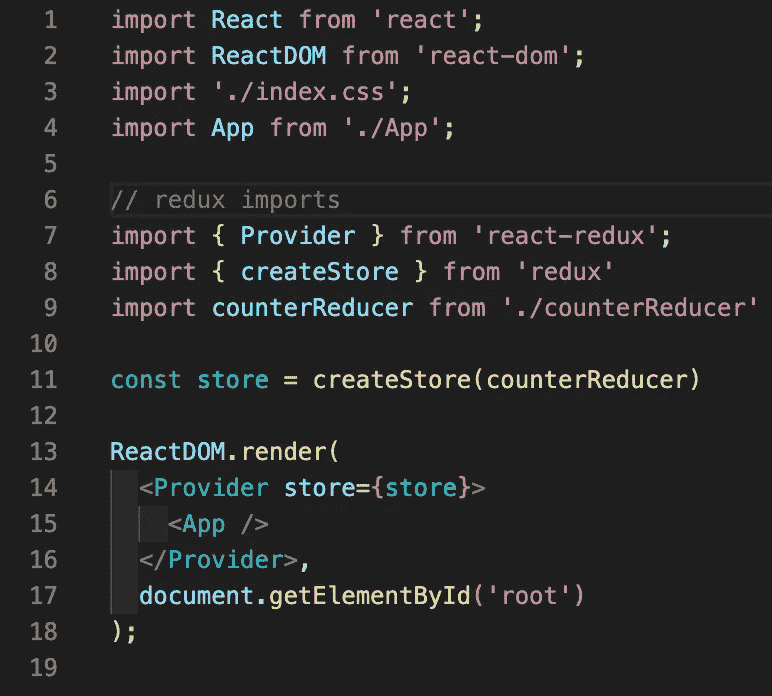 1 import React from 'react';
2 import ReactDOM from 'react-dom';
3 import './index.css';
4 import App from './App';
5
6 // redux imports
7 import { Provider } from 'react-redux';
8 import { createStore } from 'redux'
9 import counterReducer from './counterReducer'
10
11 const store = createStore(counterReducer)
12
13 ReactDOM.render(
14   <Provider store={store}>
15     <App />
16   </Provider>,
17   document.getElementById('root')
18 );
19